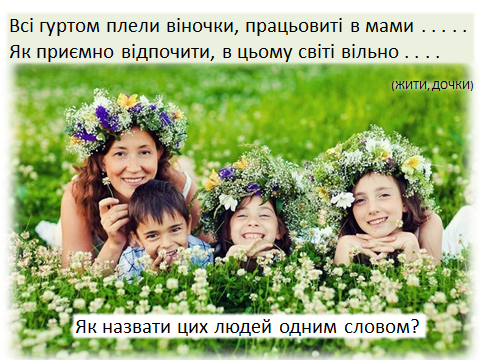 Всі гуртом плели віночки, працьовиті в мами . . . . .
Як приємно відпочити, в цьому світі вільно . . . .
(ЖИТИ, ДОЧКИ)
Як назвати цих людей одним словом?